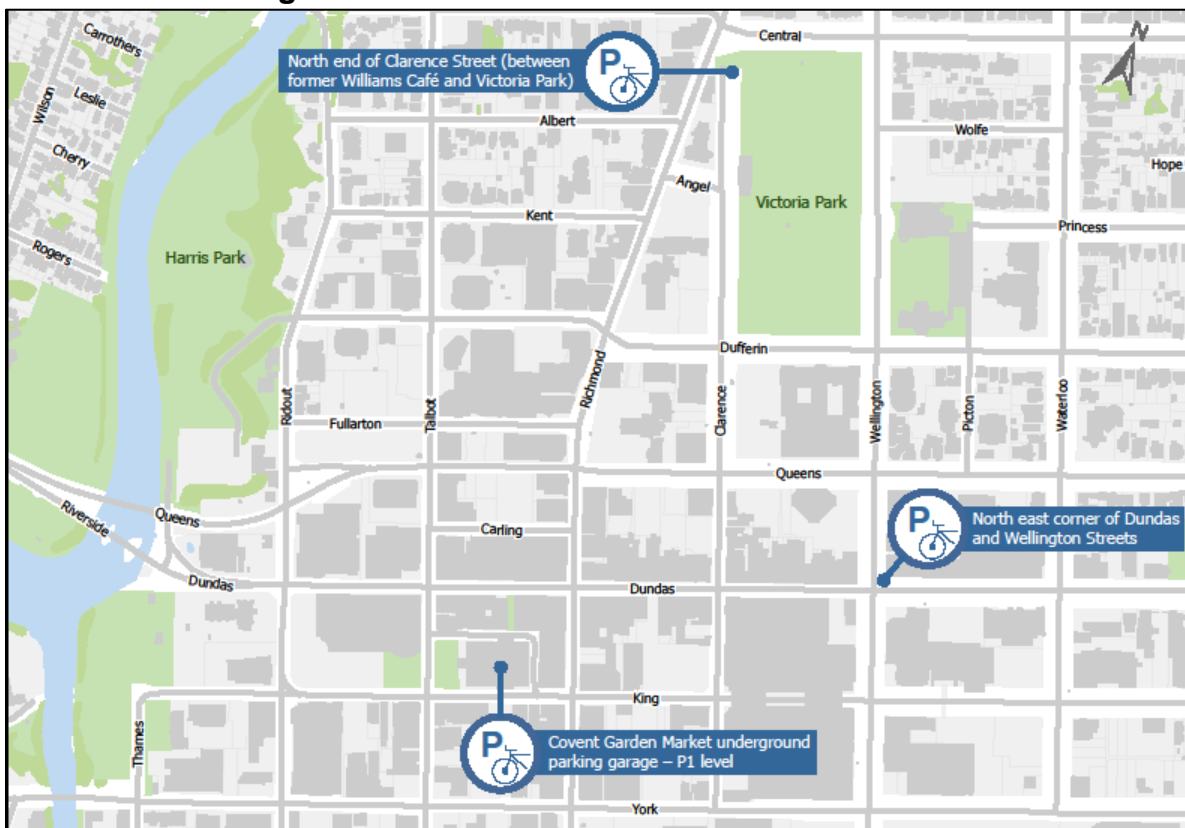 Carrothers
Central
N
North end of Clarence Street (between
former Williams Café and Victoria Park)
P
Wilson
Leslie
Albert
Wolfe
Cherry
Hope
Angel
Victoria Park
Kent
Princess
Rogers
Harris Park
Dufferin
Richmond
Ridout
Talbot
Clarence
Wellington
Picton
Waterloo
Fullarton
Queens
Riverside
Queens
Carling
P
North east corner of Dundas
and Wellington Streets
Dundas
Dundas
King
Thames
P
Covent Garden Market underground
parking garage – P1 level
York